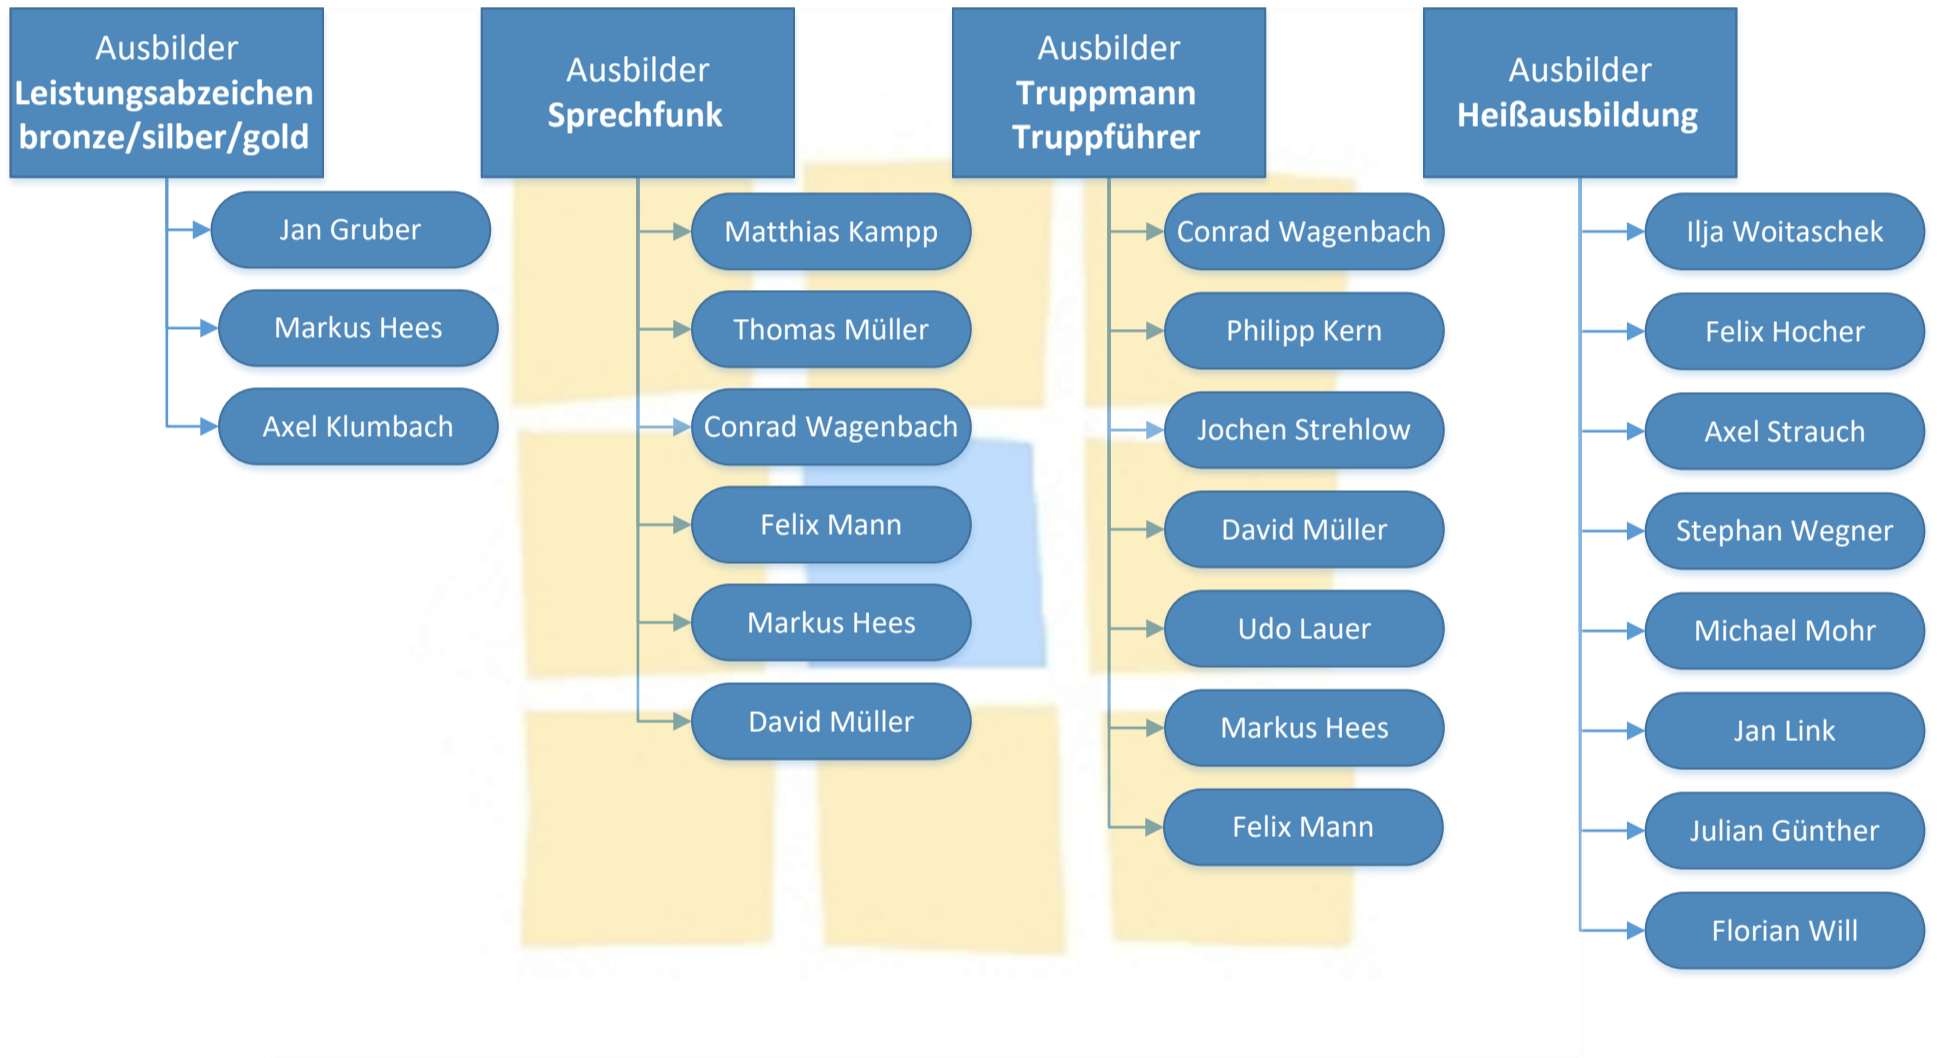 Ausbilder
Leistungsabzeichen
bronze/silber/gold
Jan Gruber
Markus Hees
Axel Klumbach
Ausbilder
Sprechfunk
Matthias Kampp
Thomas Müller
Conrad Wagenbach
Felix Mann
Markus Hees
David Müller
Ausbilder
Truppmann
Truppführer
Conrad Wagenbach
Philipp Kern
Jochen Strehlow
David Müller
Udo Lauer
Markus Hees
Felix Mann
Ausbilder
Heißausbildung
Ilja Woitaschek
Felix Hocher
Axel Strauch
Stephan Wegner
Michael Mohr
Jan Link
Julian Günther
Florian Will